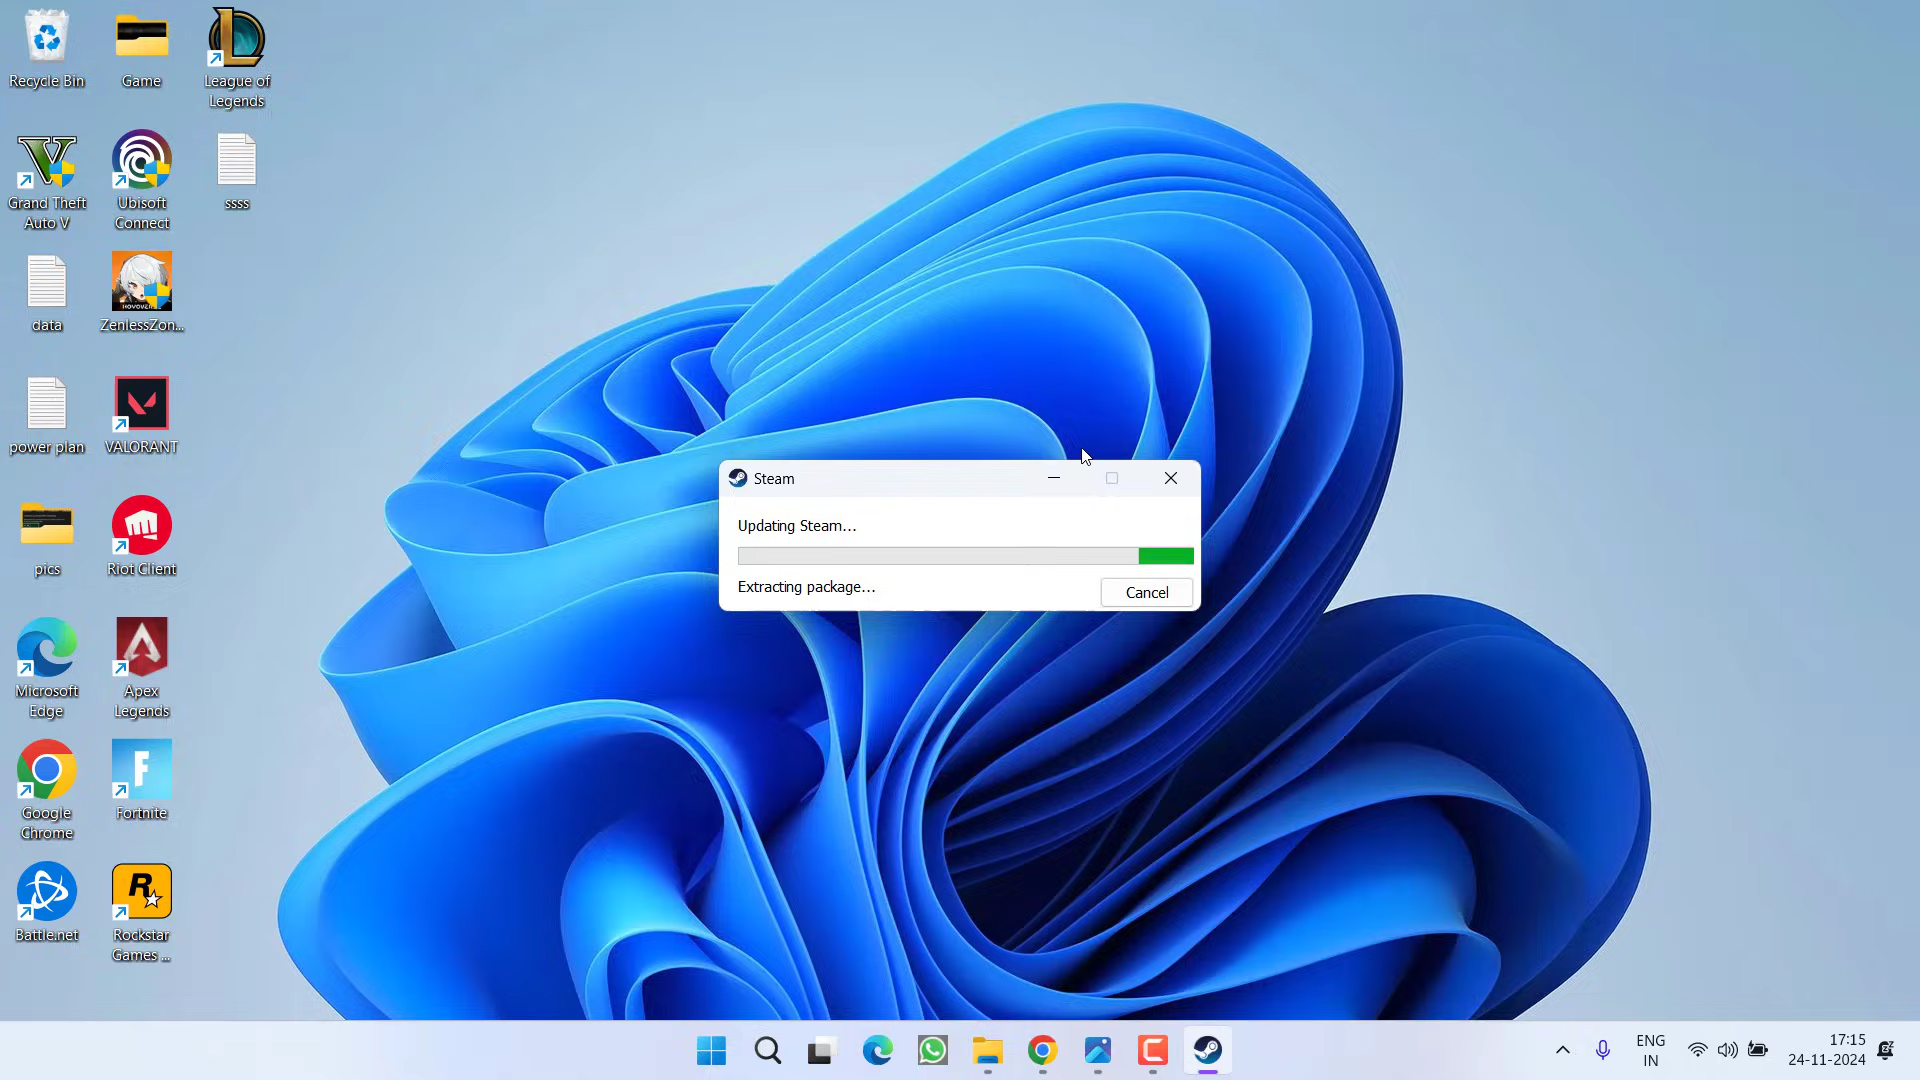 Recycle Bin
Game
League of
Legends
Grand Theft
Auto V
Ubisoft
Connect
ssss
data
HOYOVERSE
ZenlessZon...
power plan
VALORANT
pics
Riot Client
Microsoft
Edge
Apex
Legends
Google
Chrome
Fortnite
Battle.net
Rockstar
Games ...
Steam
Updating Steam...
Extracting package...
Cancel
ENG
IN
17:15
24-11-2024